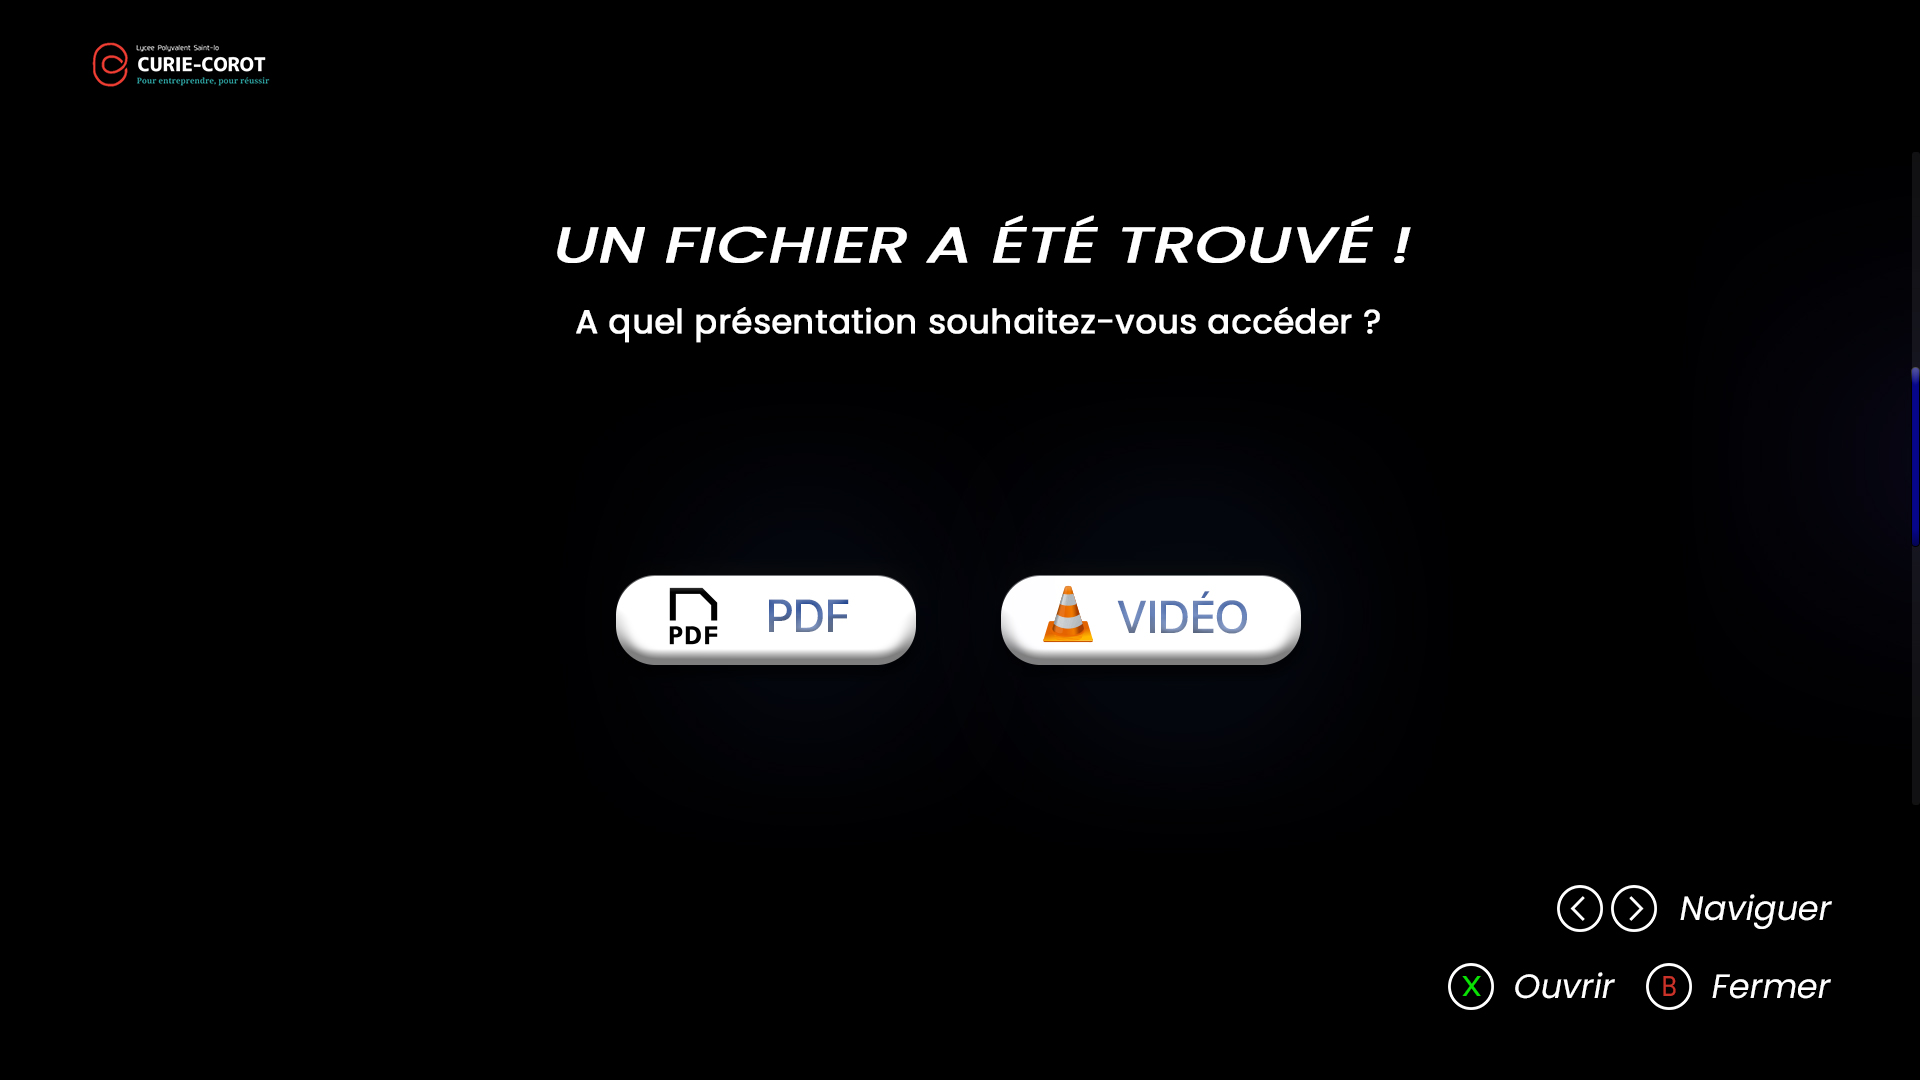 Lycee Polyvalent Saint-lo
CURIE-COROT
Pour entreprendre, pour réussir
UN FICHIER A ÉTÉ TROUVÉ !
A quel présentation souhaitez-vous accéder ?
PDF PDF
VIDÉO
Naviguer
X Ouvrir B Fermer